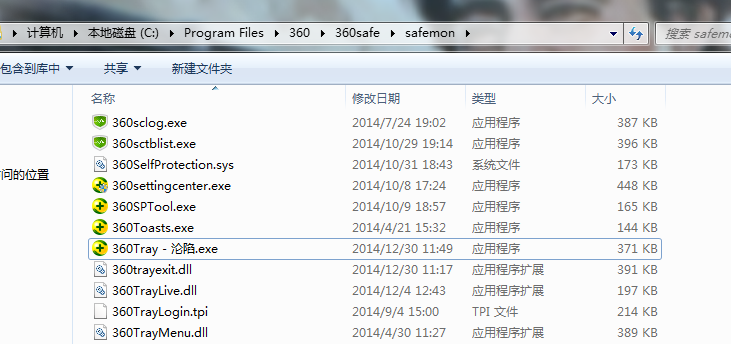 计算机 本地磁盘 (C:) Program Files 360 360safe safemon 搜索 safemo
包含到库中 共享 新建文件夹
名称 修改日期 类型 大小
360sclog.exe 2014/7/24 19:02 应用程序 387 KB
360sctblist.exe 2014/10/29 19:14 应用程序 396 KB
360SelfProtection.sys 2014/10/31 18:43 系统文件 173 KB
问的位置
360settingcenter.exe 2014/10/8 17:24 应用程序 448 KB
360SPTool.exe 2014/10/9 18:57 应用程序 165 KB
360Toasts.exe 2014/4/21 15:32 应用程序 144 KB
360Tray - 沦陷.exe 2014/12/30 11:49 应用程序 371 KB
360trayexit.dll 2014/12/30 11:17 应用程序扩展 391 KB
360TrayLive.dll 2014/12/4 12:43 应用程序扩展 197 KB
360TrayLogin.tpi 2014/9/4 15:00 TPI 文件 214 KB
360TrayMenu.dll 2014/4/30 11:27 应用程序扩展 389 KB